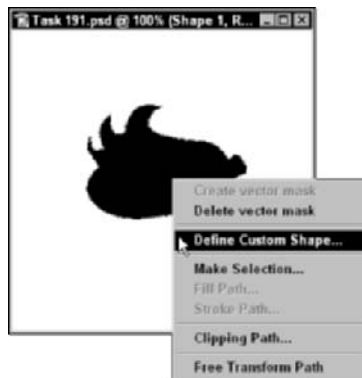 Task 191.psd @ 100% (Shape 1, R...
Create vector mask
Delete vector mask
Define Custom Shape...
Make Selection...
Fill Path...
Stroke Path...
Clipping Path...
Free Transform Path